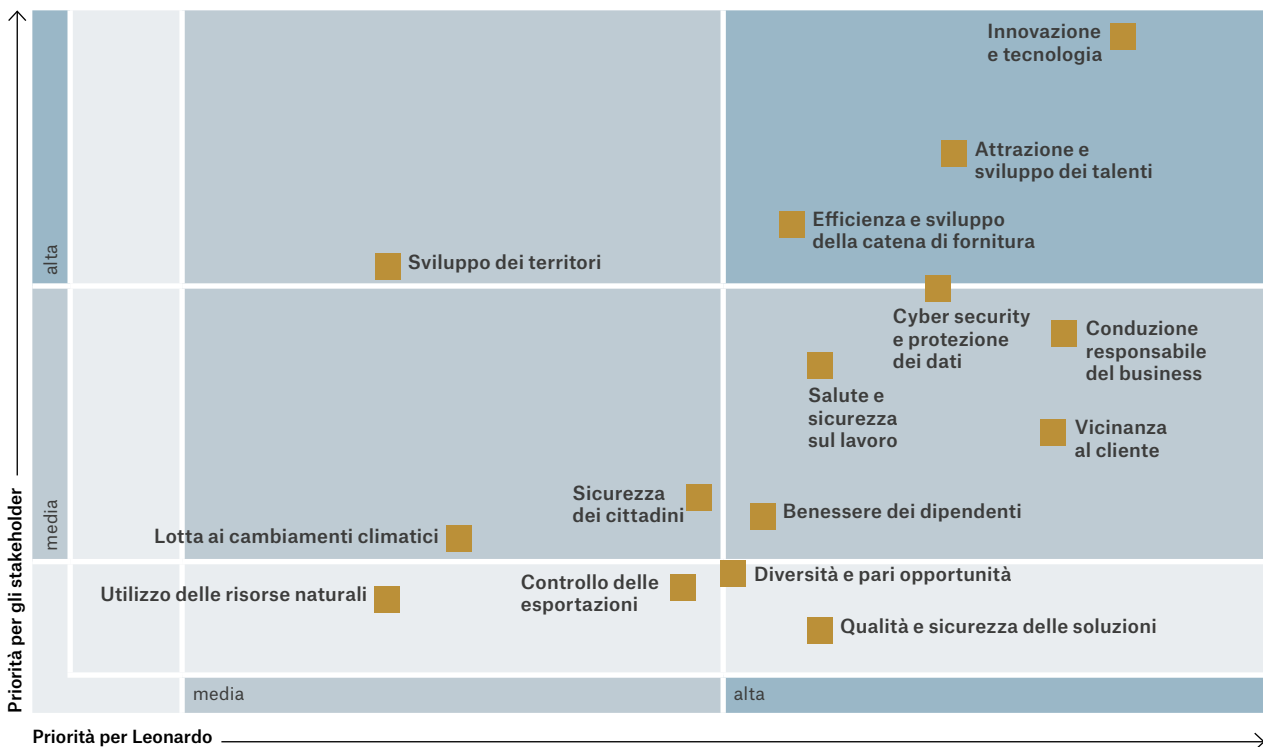 Innovazione
e tecnologia
Attrazione e
sviluppo dei talenti
Efficienza e sviluppo
della catena di fornitura
alta
Sviluppo dei territori
Cyber security
e protezione
dei dati
Conduzione
responsabile
del business
Salute e
sicurezza
sul lavoro
Vicinanza
al cliente
Sicurezza
dei cittadini
Benessere dei dipendenti
media
Lotta ai cambiamenti climatici
Diversità e pari opportunità
Controllo delle
esportazioni
Utilizzo delle risorse naturali
Qualità e sicurezza delle soluzioni
Priorità per gli stakeholder
media
alta
Priorità per Leonardo